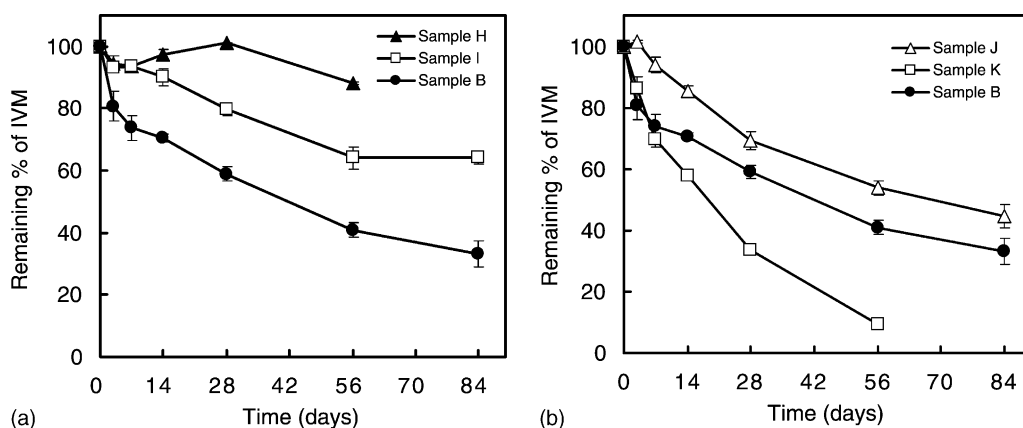 100
80
60
40
20
0
Remaining % of IVM
Sample H
Sample I
Sample B
0 14 28 42 56 70 84
Time (days)
(a)
100
80
60
40
20
0
Remaining % of IVM
Sample J
Sample K
Sample B
0 14 28 42 56 70 84
Time (days)
(b)